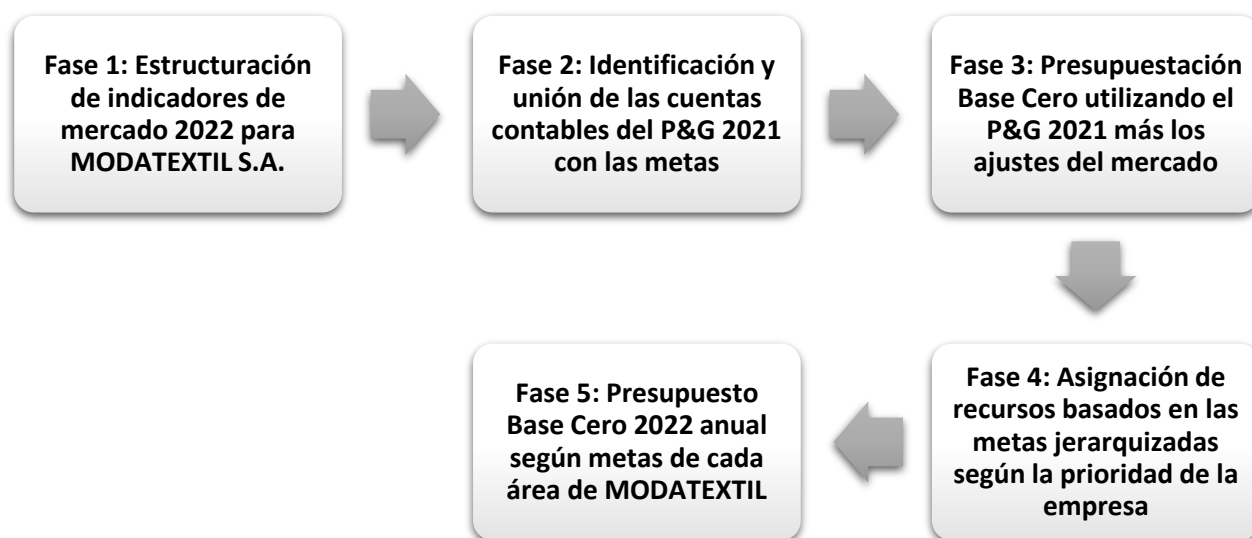 Fase 1: Estructuración
de indicadores de
mercado 2022 para
MODATEXTIL S.A.
Fase 2: Identificación y
unión de las cuentas
contables del P&G 2021
con las metas
Fase 3: Presupuestación
Base Cero utilizando el
P&G 2021 más los
ajustes del mercado
Fase 4: Asignación de
recursos basados en las
metas jerarquizadas
según la prioridad de la
empresa
Fase 5: Presupuesto
Base Cero 2022 anual
según metas de cada
área de MODATEXTIL